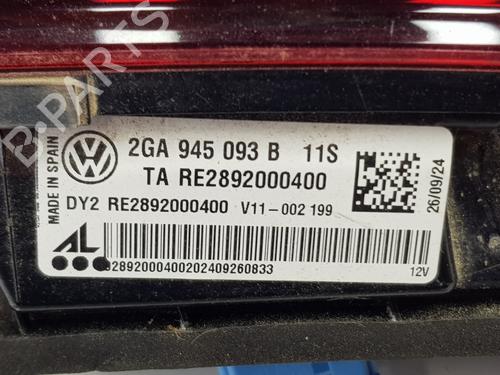 B-PARTS
MADE IN SPAIN
2GA 945 093 B 11S
TA RE2892000400
DY2 RE2892000400 V11-002 199
26/09/24
AL
12V